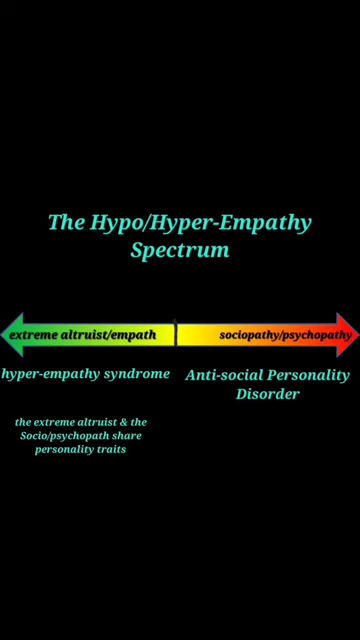 The Hypo/Hyper-Empathy
Spectrum
extreme altruist/empath
sociopathy/psychopathy
hyper-empathy syndrome
Anti-social Personality
Disorder
the extreme altruist & the
Socio/psychopath share
personality traits